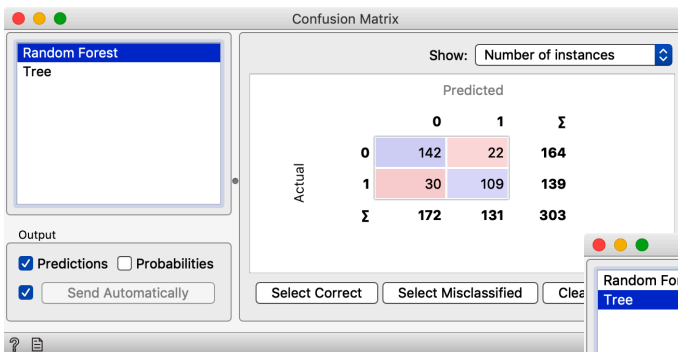 Confusion Matrix
Random Forest
Tree
Show: Number of instances
Predicted
0 1 Σ
0 142 22 164
Actual
1 30 109 139
Σ 172 131 303
Output
Predictions Probabilities
Send Automatically
Select Correct Select Misclassified
Random
Tree
?